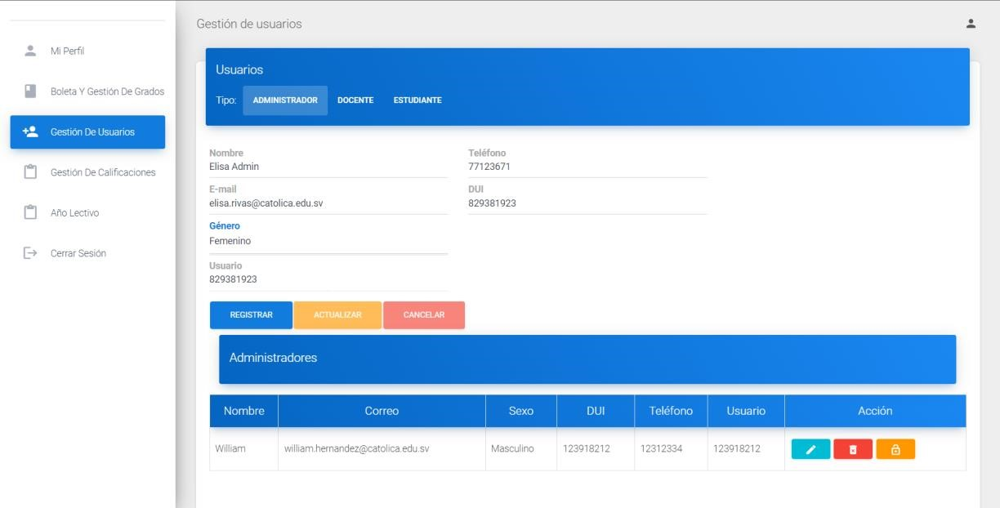 Gestión de usuarios
Mi Perfil
Boleta Y Gestión De Grados
Gestión De Usuarios
Gestión De Calificaciones
Año Lectivo
Cerrar Sesión
Usuarios
Tipo: ADMINISTRADOR DOCENTE ESTUDIANTE
Nombre Teléfono
Elisa Admin 77123671
E-mail DUI
elisa.rivas@catolica.edu.sv 829381923
Género
Femenino
Usuario
829381923
REGISTRAR ACTUALIZAR CANCELAR
Administradores
Nombre Correo Sexo DUI Teléfono Usuario Acción
William william.hernandez@catolica.edu.sv Masculino 123918212 12312334 123918212